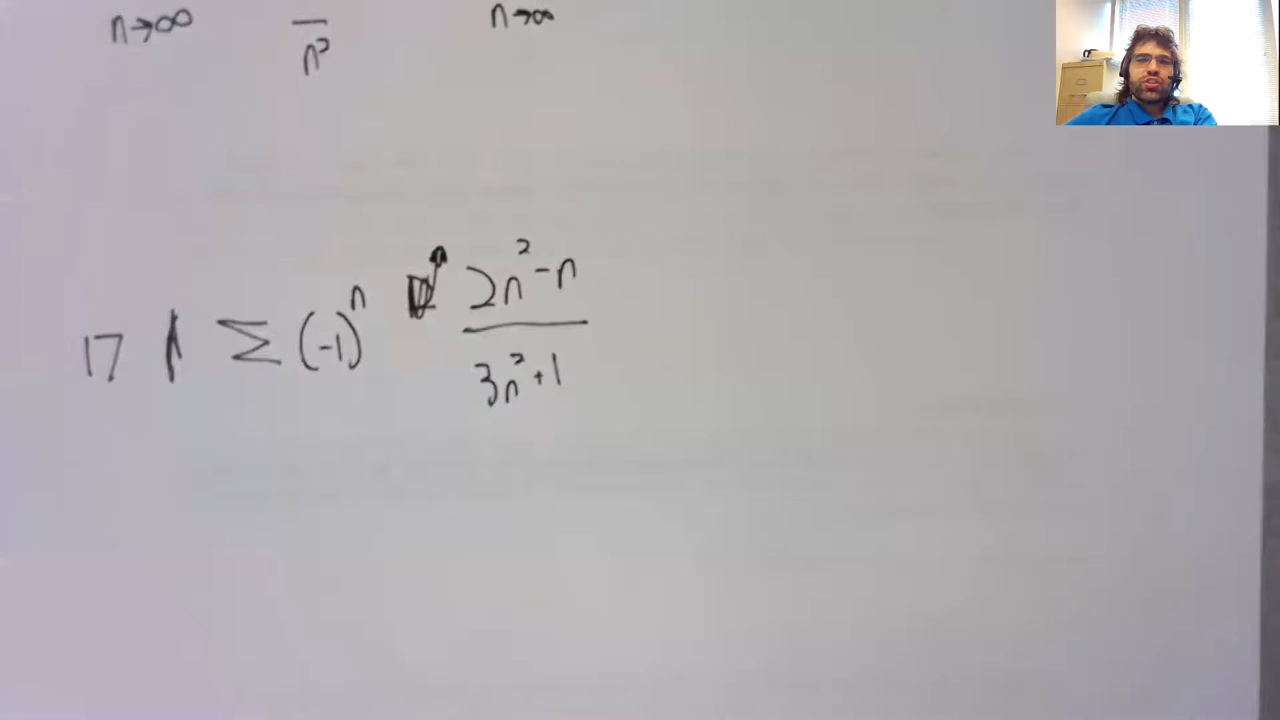 n→∞ n² n→∞
17 Σ (-1)ⁿ (2n²-n)/(3n²+1)